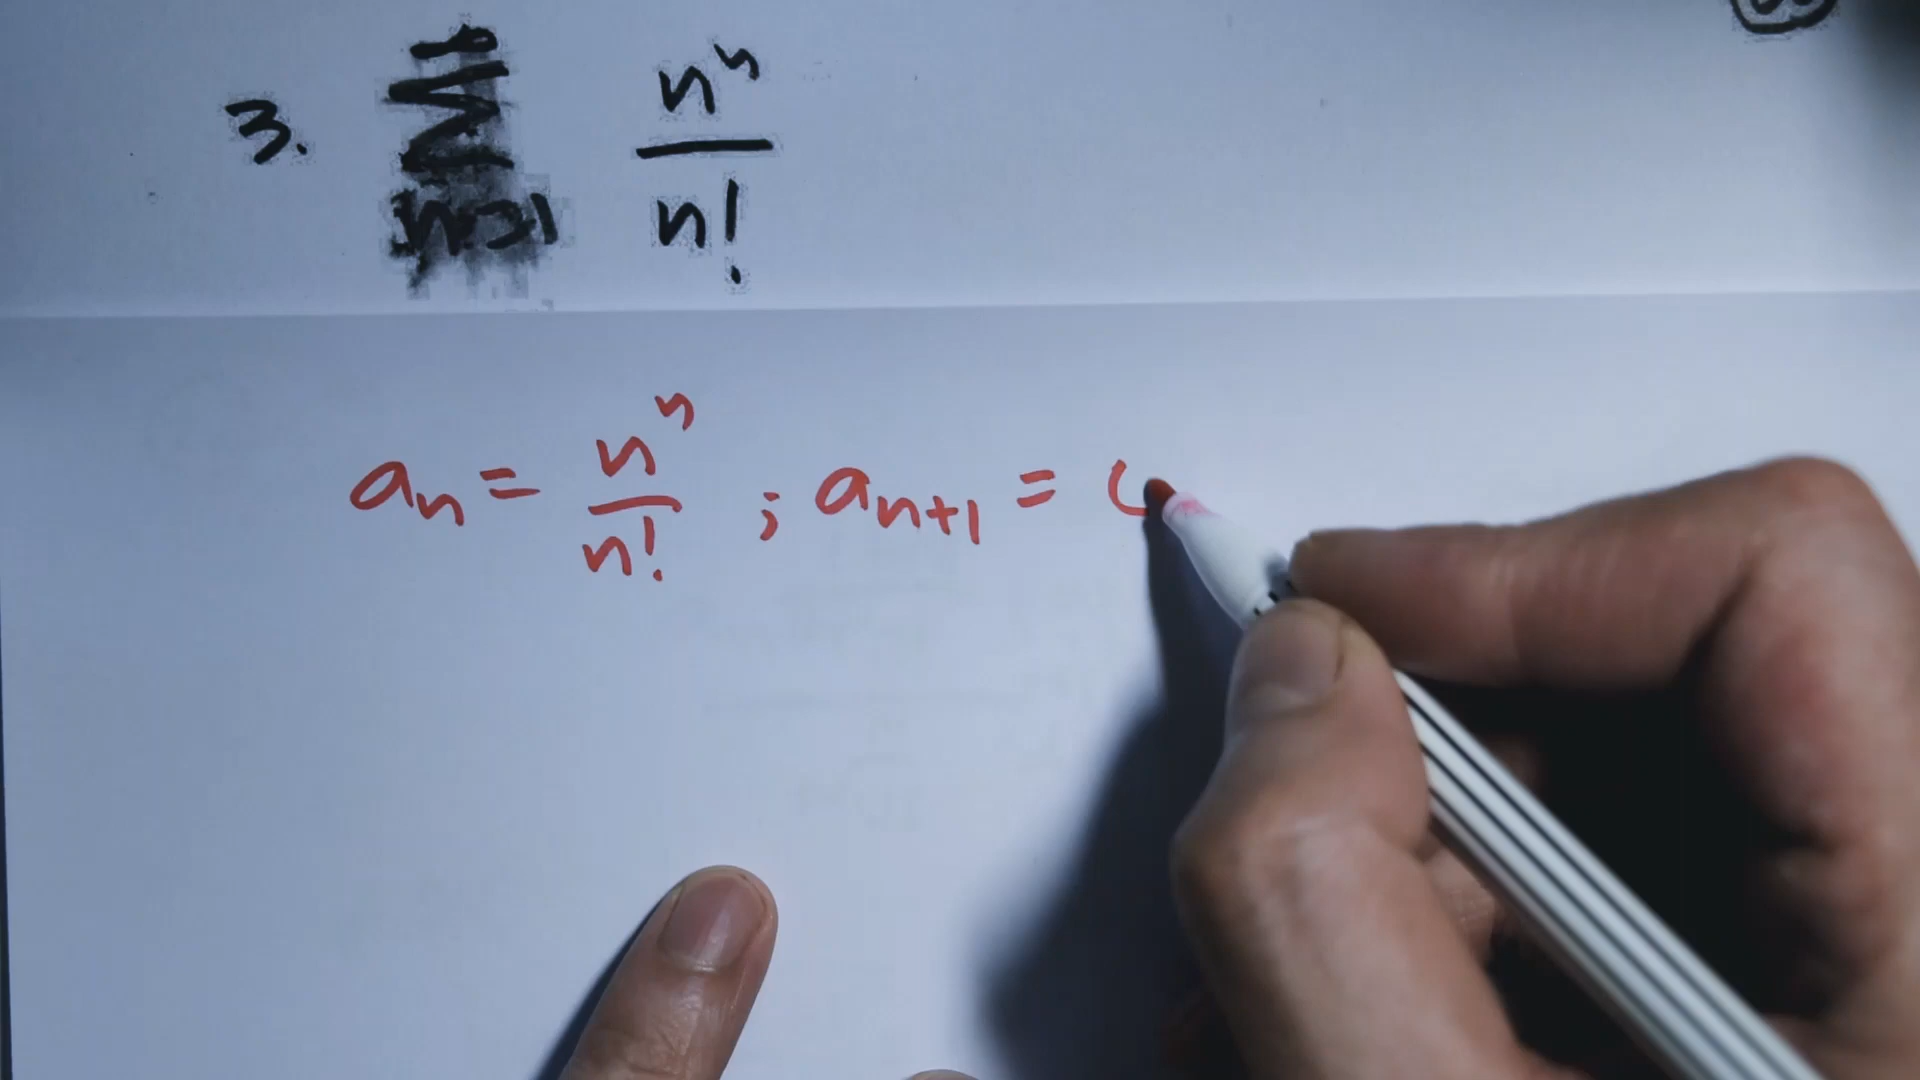 3. n^n / n!
a_n = n^n / n! ; a_{n+1} = (